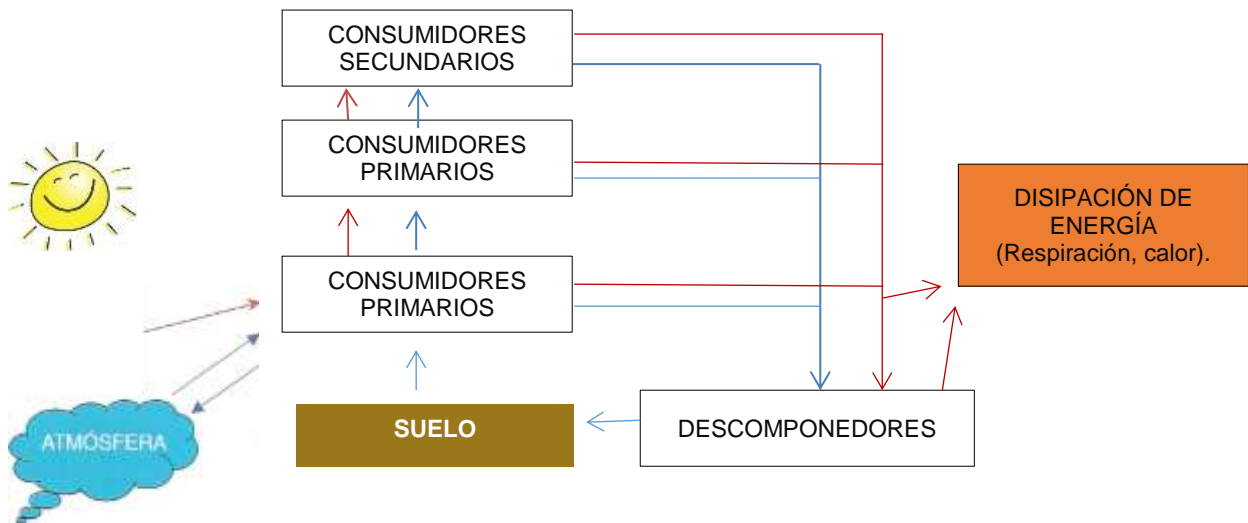 CONSUMIDORES
SECUNDARIOS
CONSUMIDORES
PRIMARIOS
DISIPACIÓN DE
ENERGÍA
(Respiración, calor).
CONSUMIDORES
PRIMARIOS
SUELO
DESCOMPONEDORES
ATMÓSFERA